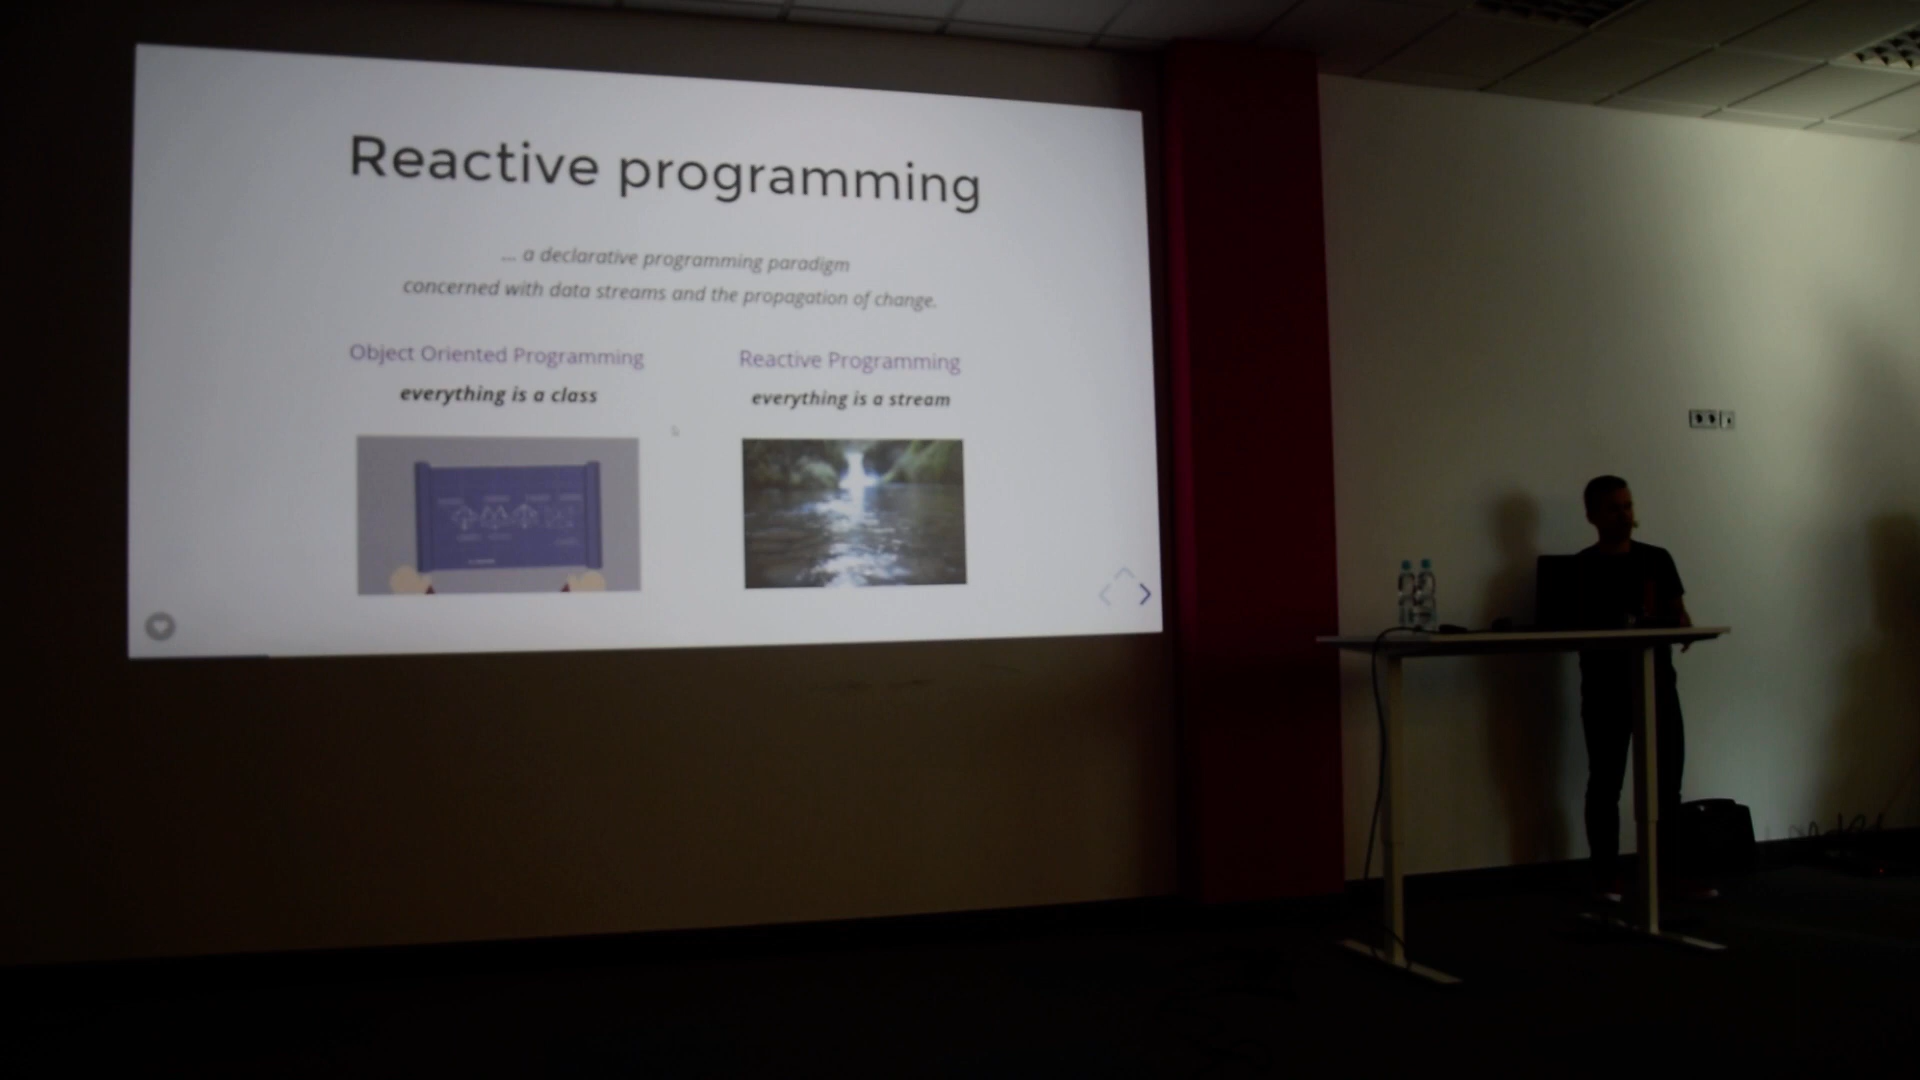 Reactive programming
... a declarative programming paradigm
concerned with data streams and the propagation of change.
Object Oriented Programming
everything is a class
Reactive Programming
everything is a stream